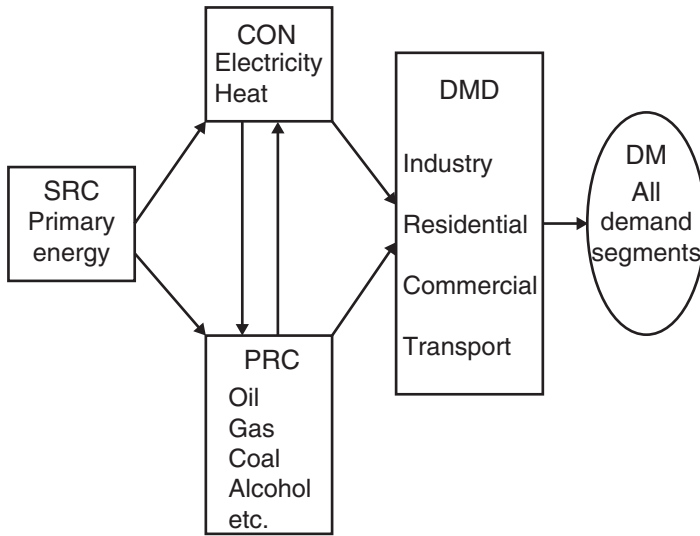 SRC
Primary
energy
CON
Electricity
Heat
PRC
Oil
Gas
Coal
Alcohol
etc.
DMD
Industry
Residential
Commercial
Transport
DM
All
demand
segments